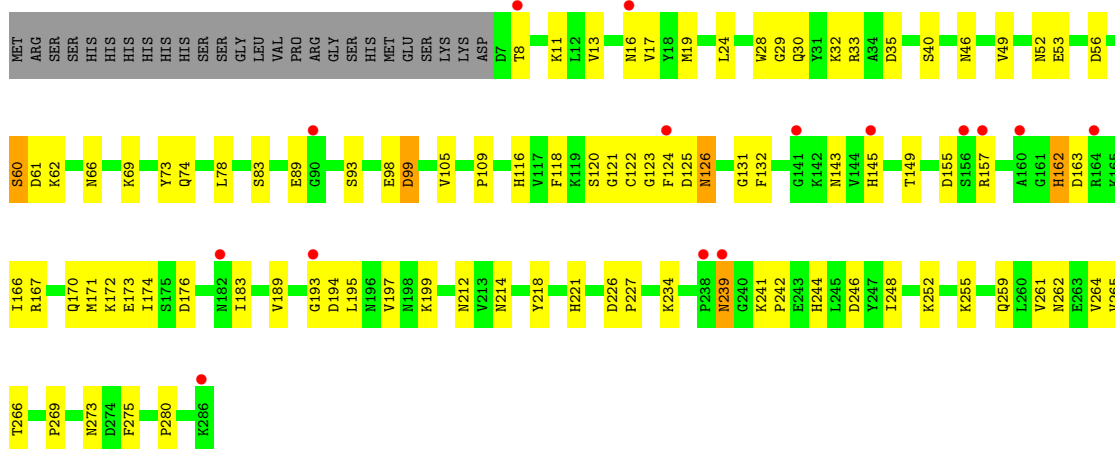 MET ARG SER SER HIS HIS HIS HIS HIS HIS SER SER GLY LEU VAL PRO ARG GLY SER HIS MET GLU SER LYS LYS ASP D7 T8 K11 L12 V13 N16 V17 Y18 M19 L24 W28 G29 Q30 Y31 K32 R33 A34 D35 S40 N46 V49 N52 E53 D56
S60 D61 K62 N66 K69 Y73 Q74 L78 S83 E89 G90 S93 E98 D99 V105 P109 H116 V117 F118 K119 S120 G121 C122 G123 F124 D125 N126 G131 F132 G141 K142 N143 V144 H145 T149 D155 S156 R157 A160 G161 H162 D163 R164 K165
I166 R167 Q170 M171 K172 E173 I174 S175 D176 N182 I183 V189 G193 D194 L195 N196 V197 N198 K199 N212 V213 N214 Y218 H221 D226 P227 K234 P238 N239 G240 K241 P242 E243 H244 L245 D246 Y247 I248 K252 K255 Q259 L260 V261 N262 E263 V264
T266 P269 N273 D274 F275 P280 K286